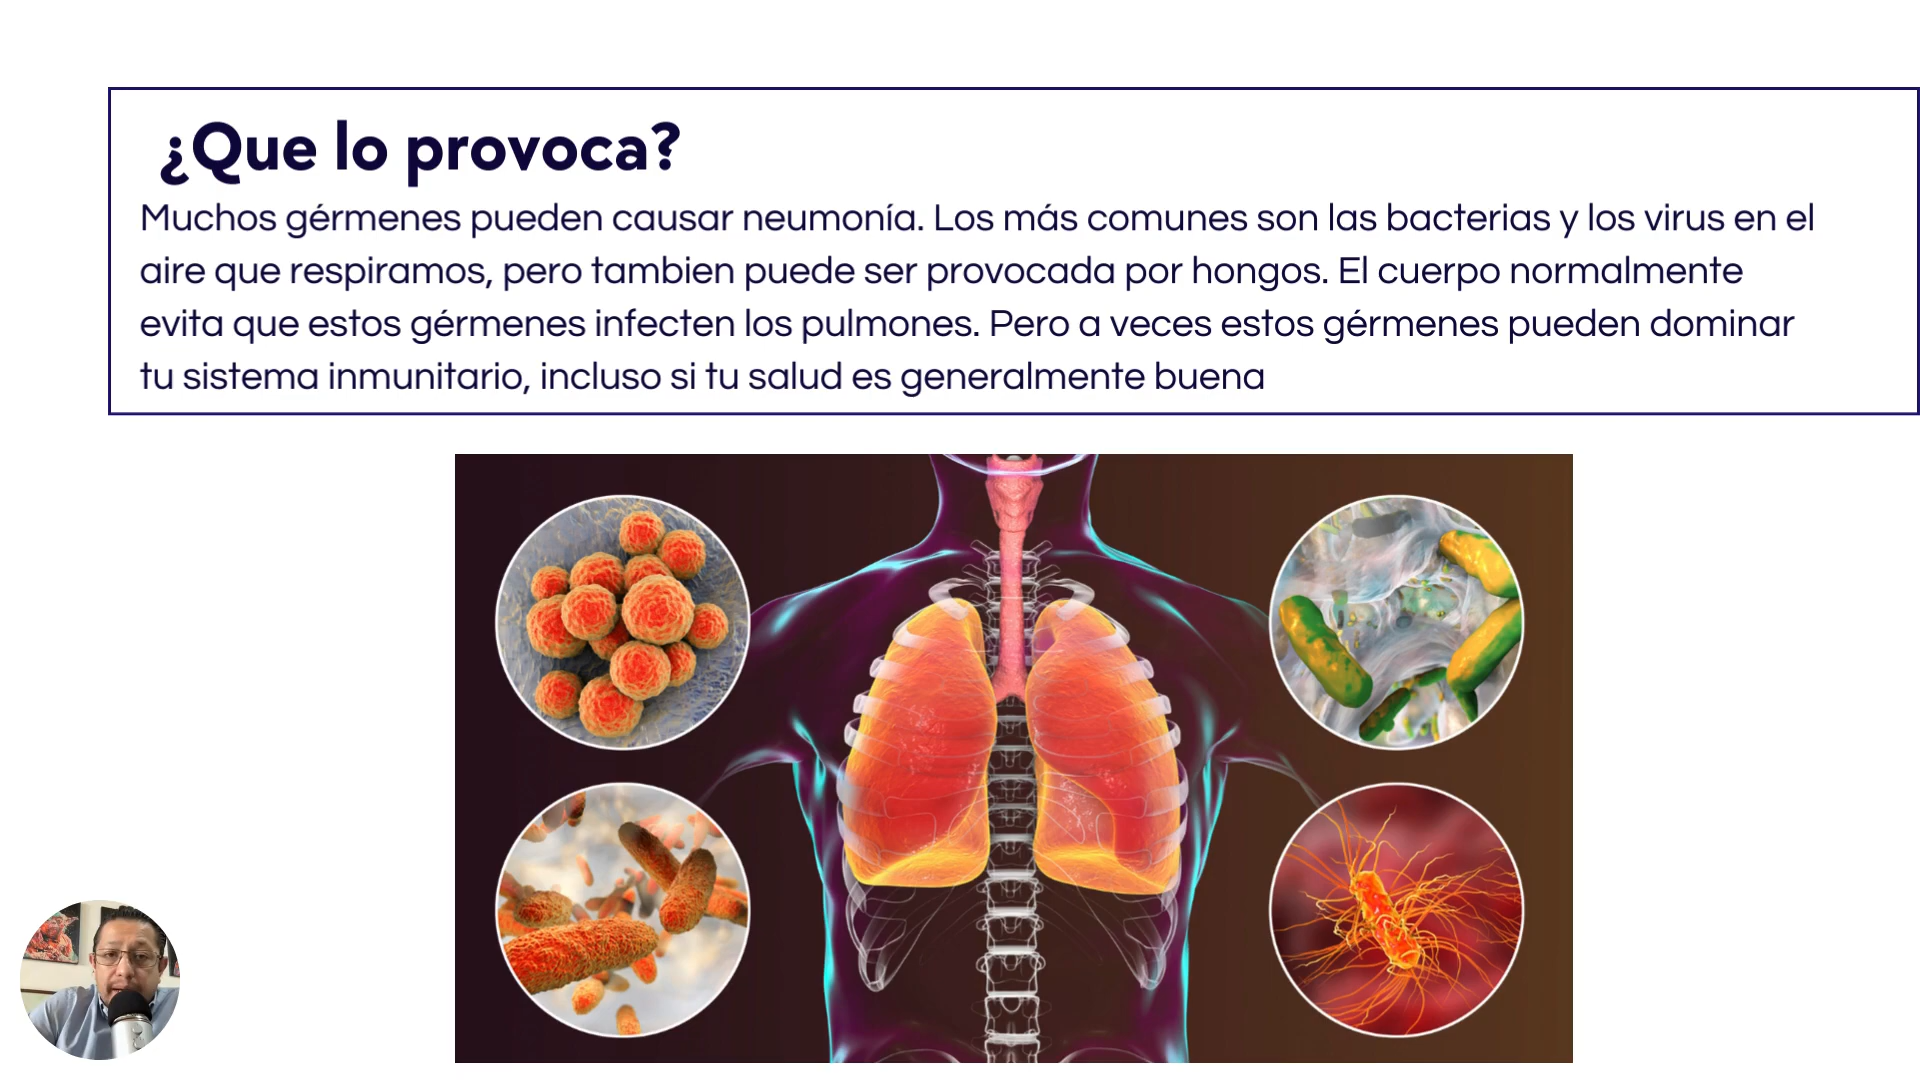 ¿Que lo provoca?
Muchos gérmenes pueden causar neumonía. Los más comunes son las bacterias y los virus en el
aire que respiramos, pero tambien puede ser provocada por hongos. El cuerpo normalmente
evita que estos gérmenes infecten los pulmones. Pero a veces estos gérmenes pueden dominar
tu sistema inmunitario, incluso si tu salud es generalmente buena